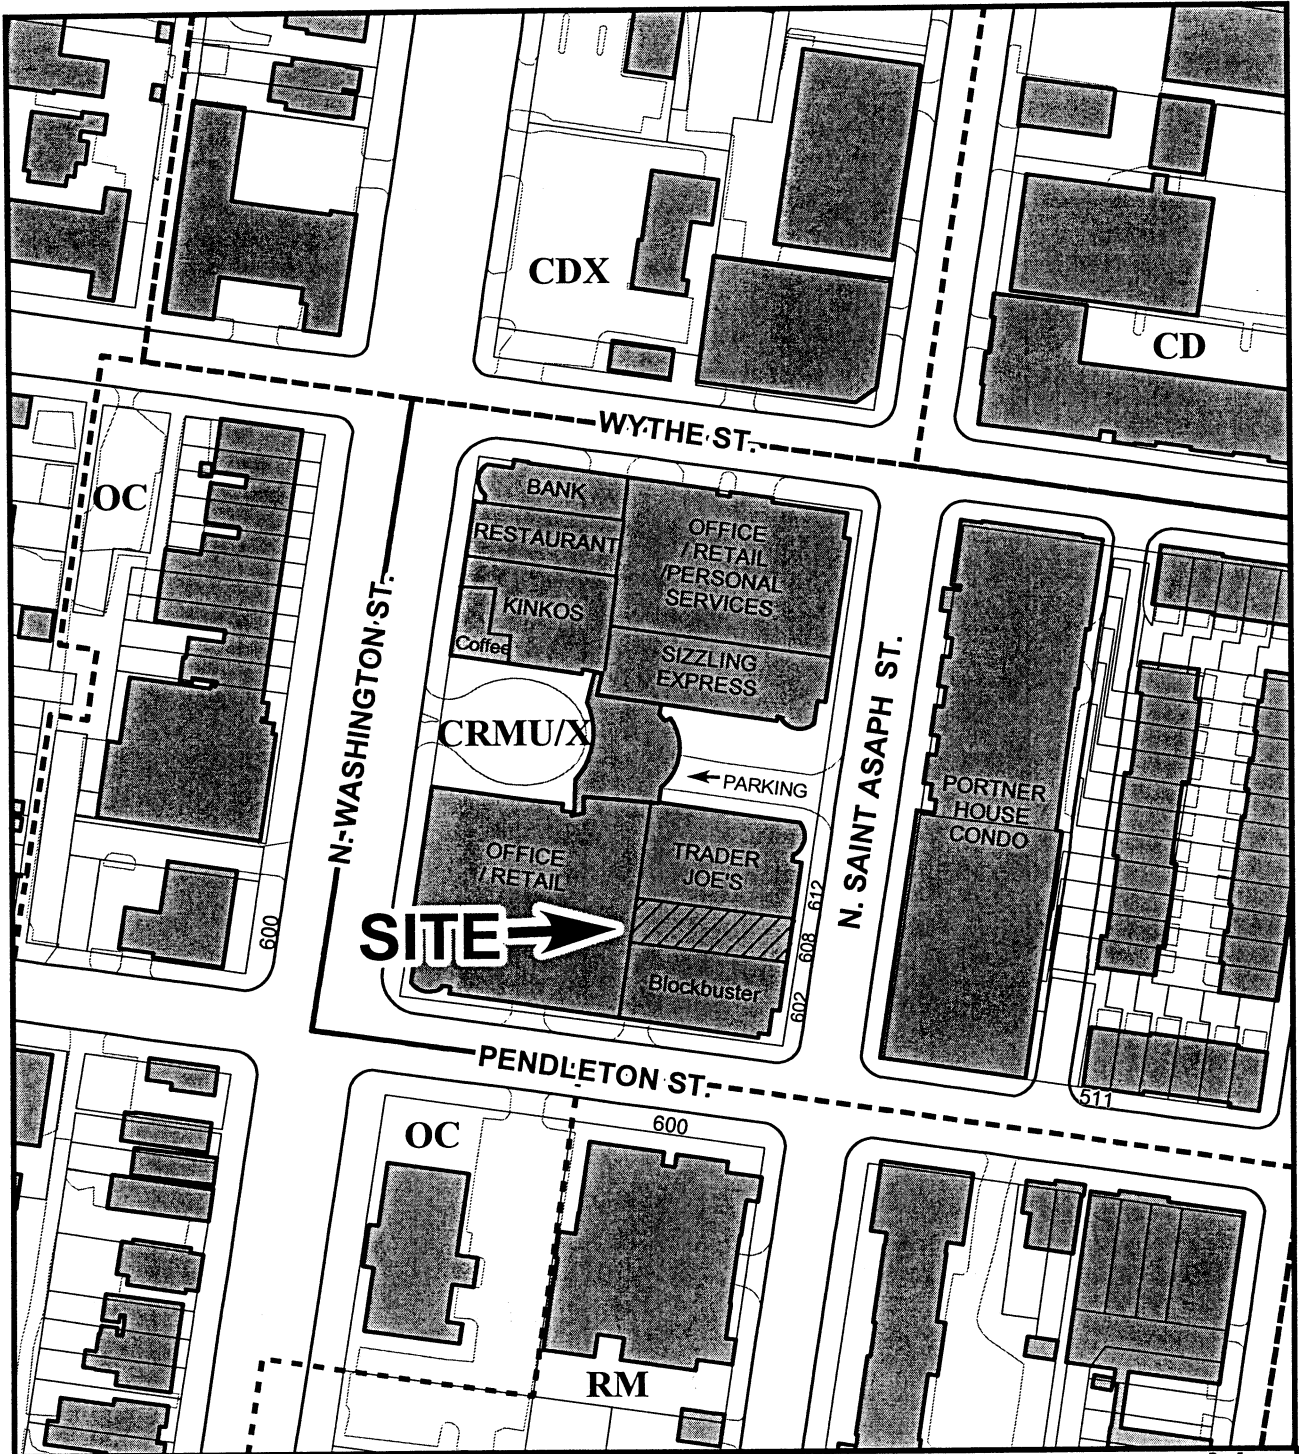 CDX
CD
WYTHE ST.
OC
BANK
RESTAURANT
KINKOS
Coffee
OFFICE
/RETAIL
/PERSONAL
SERVICES
SIZZLING
EXPRESS
N. WASHINGTON ST.
CRMU/X
PARKING
N. SAINT ASAPH ST.
PORTNER
HOUSE
CONDO
OFFICE
/RETAIL
TRADER
JOE'S
612
SITE
608
Blockbuster
602
600
PENDLETON ST.
511
OC
600
RM